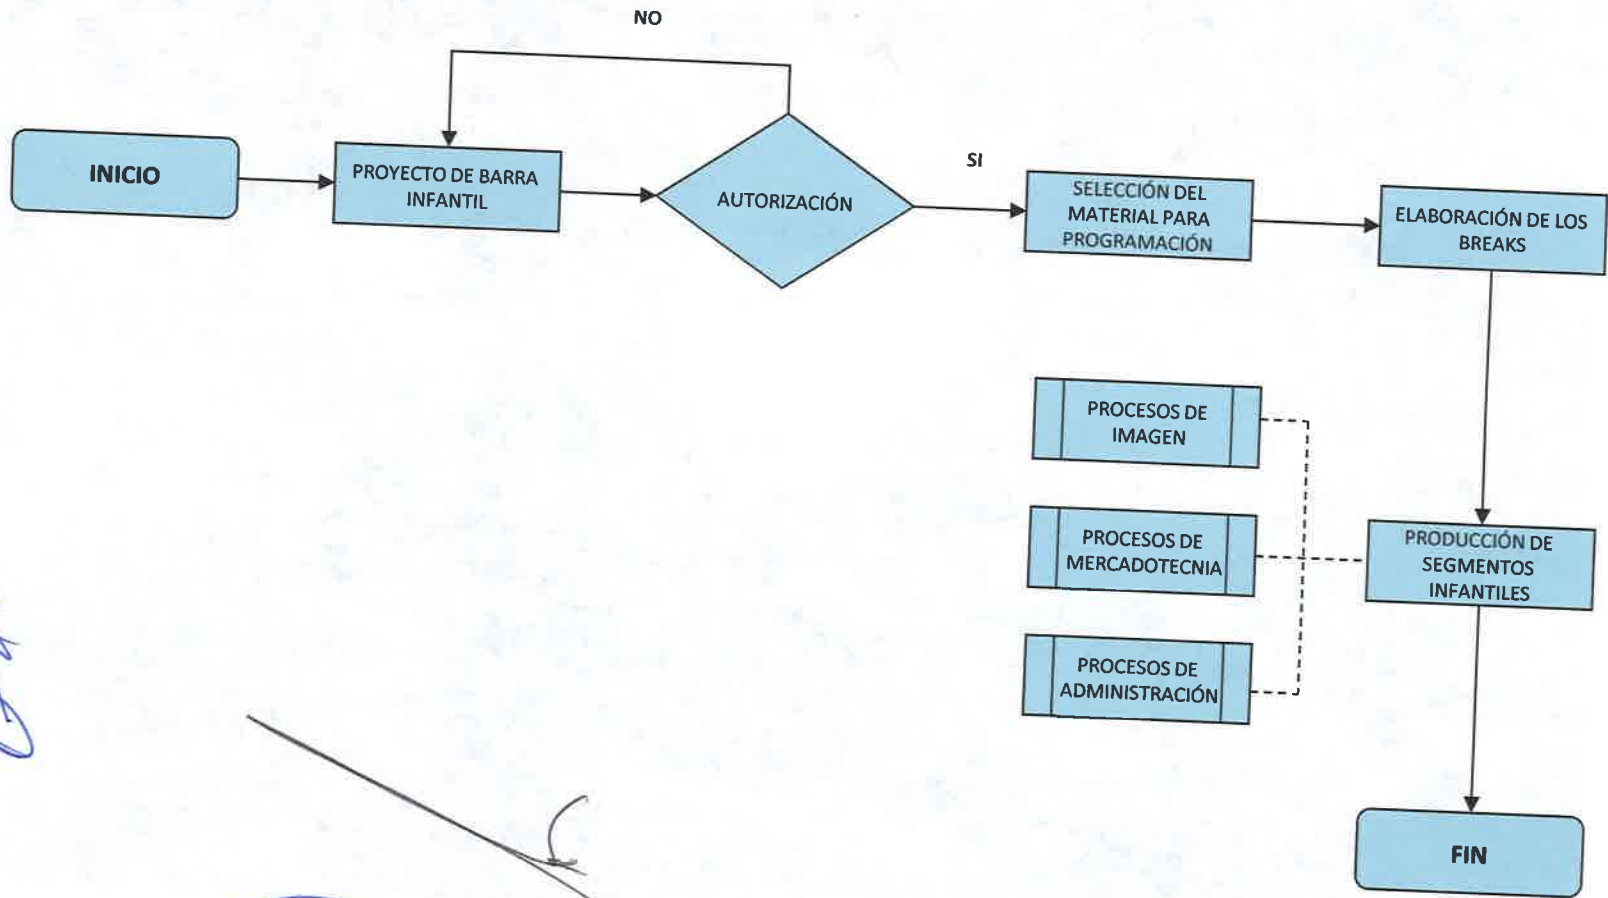 NO
INICIO
PROYECTO DE BARRA
INFANTIL
AUTORIZACIÓN
SI
SELECCIÓN DEL
MATERIAL PARA
PROGRAMACIÓN
ELABORACIÓN DE LOS
BREAKS
PROCESOS DE
IMAGEN
PROCESOS DE
MERCADOTECNIA
PROCESOS DE
ADMINISTRACIÓN
PRODUCCIÓN DE
SEGMENTOS
INFANTILES
FIN